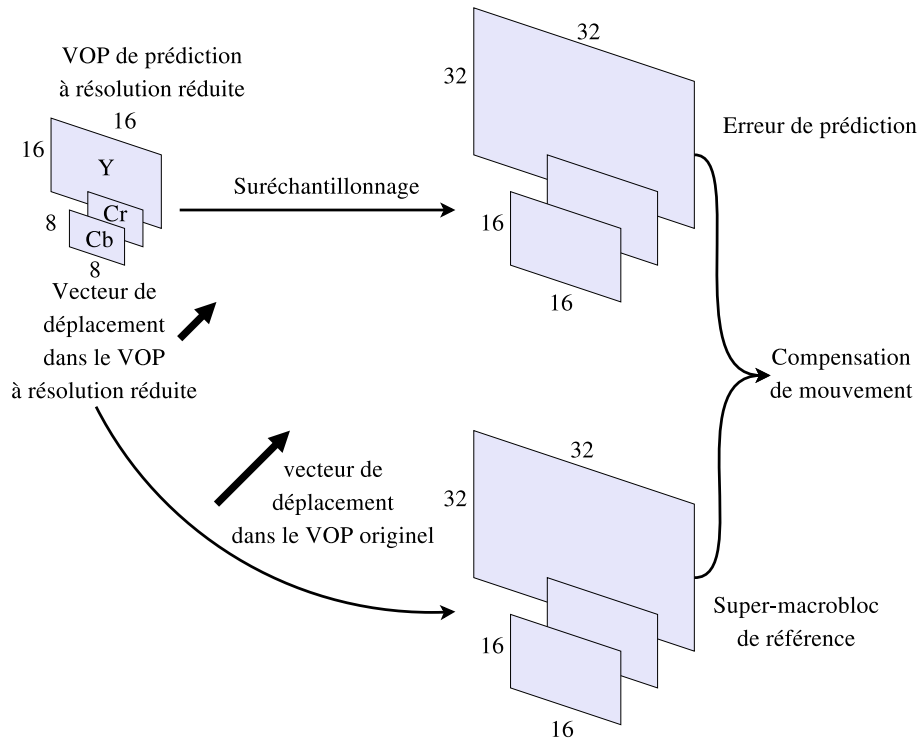 VOP de prédiction
à résolution réduite
16
16
Y
Cr
8
Cb
8
Suréchantillonnage
32
32
16
16
Erreur de prédiction
Vecteur de
déplacement
dans le VOP
à résolution réduite
vecteur de
déplacement
dans le VOP originel
Compensation
de mouvement
32
32
16
16
Super-macrobloc
de référence